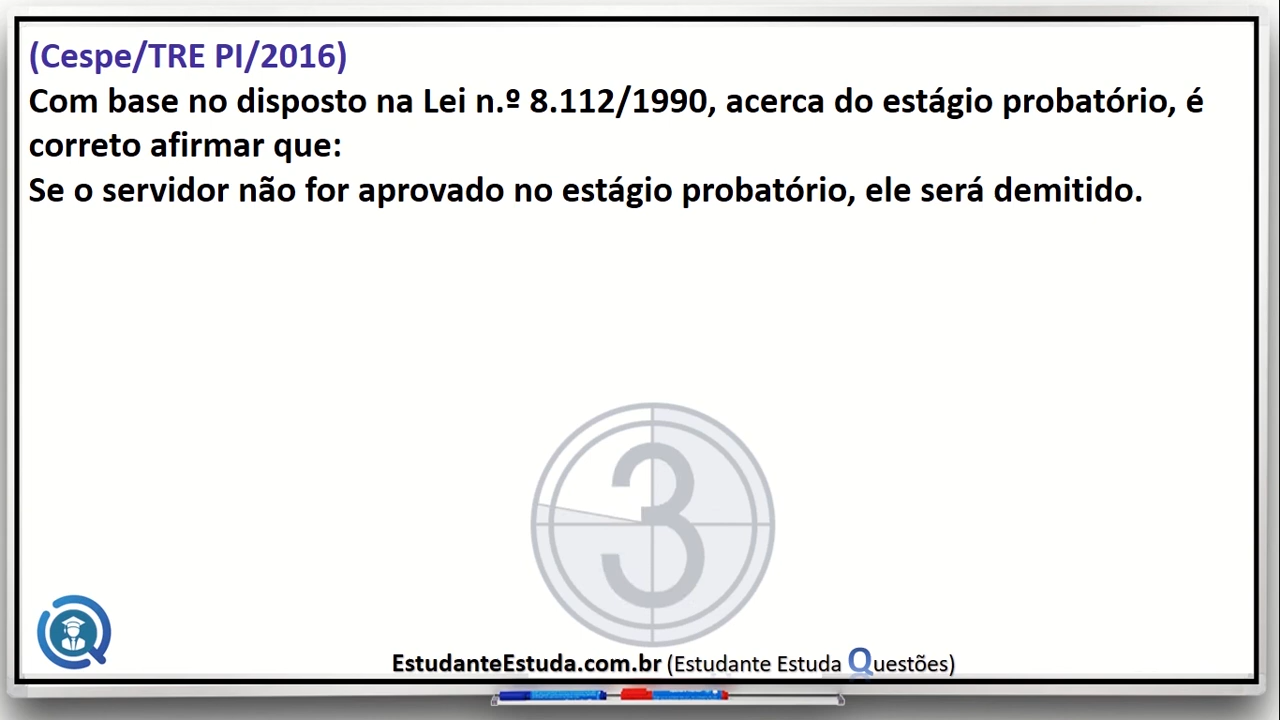 (Cespe/TRE PI/2016)
Com base no disposto na Lei n.º 8.112/1990, acerca do estágio probatório, é
correto afirmar que:
Se o servidor não for aprovado no estágio probatório, ele será demitido.
3
EstudanteEstuda.com.br (Estudante Estuda Questões)